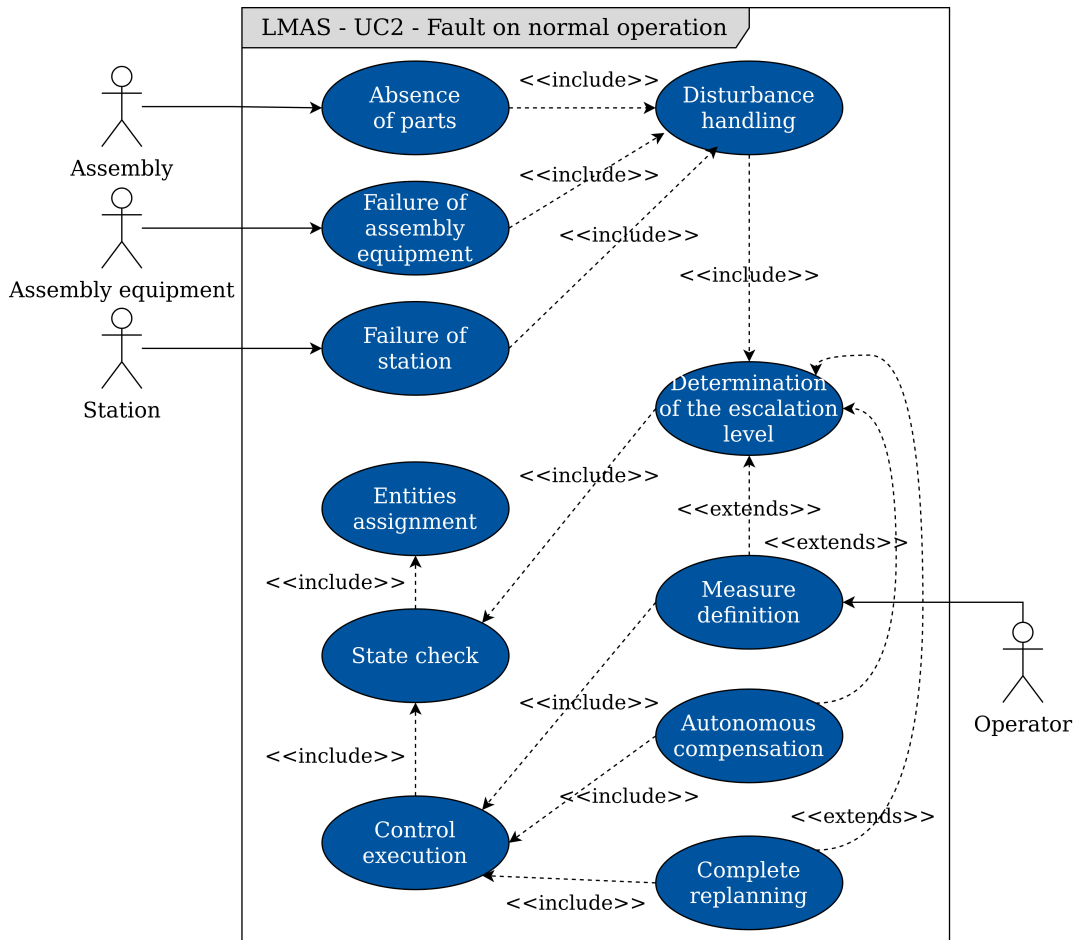 LMAS - UC2 - Fault on normal operation
Absence
of parts
<<include>>
Disturbance
handling
Assembly
Failure of
assembly
equipment
<<include>>
Assembly equipment
<<include>>
<<include>>
Failure of
station
Station
Determination
of the escalation
level
<<include>>
Entities
assignment
<<extends>>
<<extends>>
<<include>>
Measure
definition
State check
Operator
<<include>>
Autonomous
compensation
<<include>>
<<include>>
<<extends>>
Control
execution
Complete
replanning
<<include>>